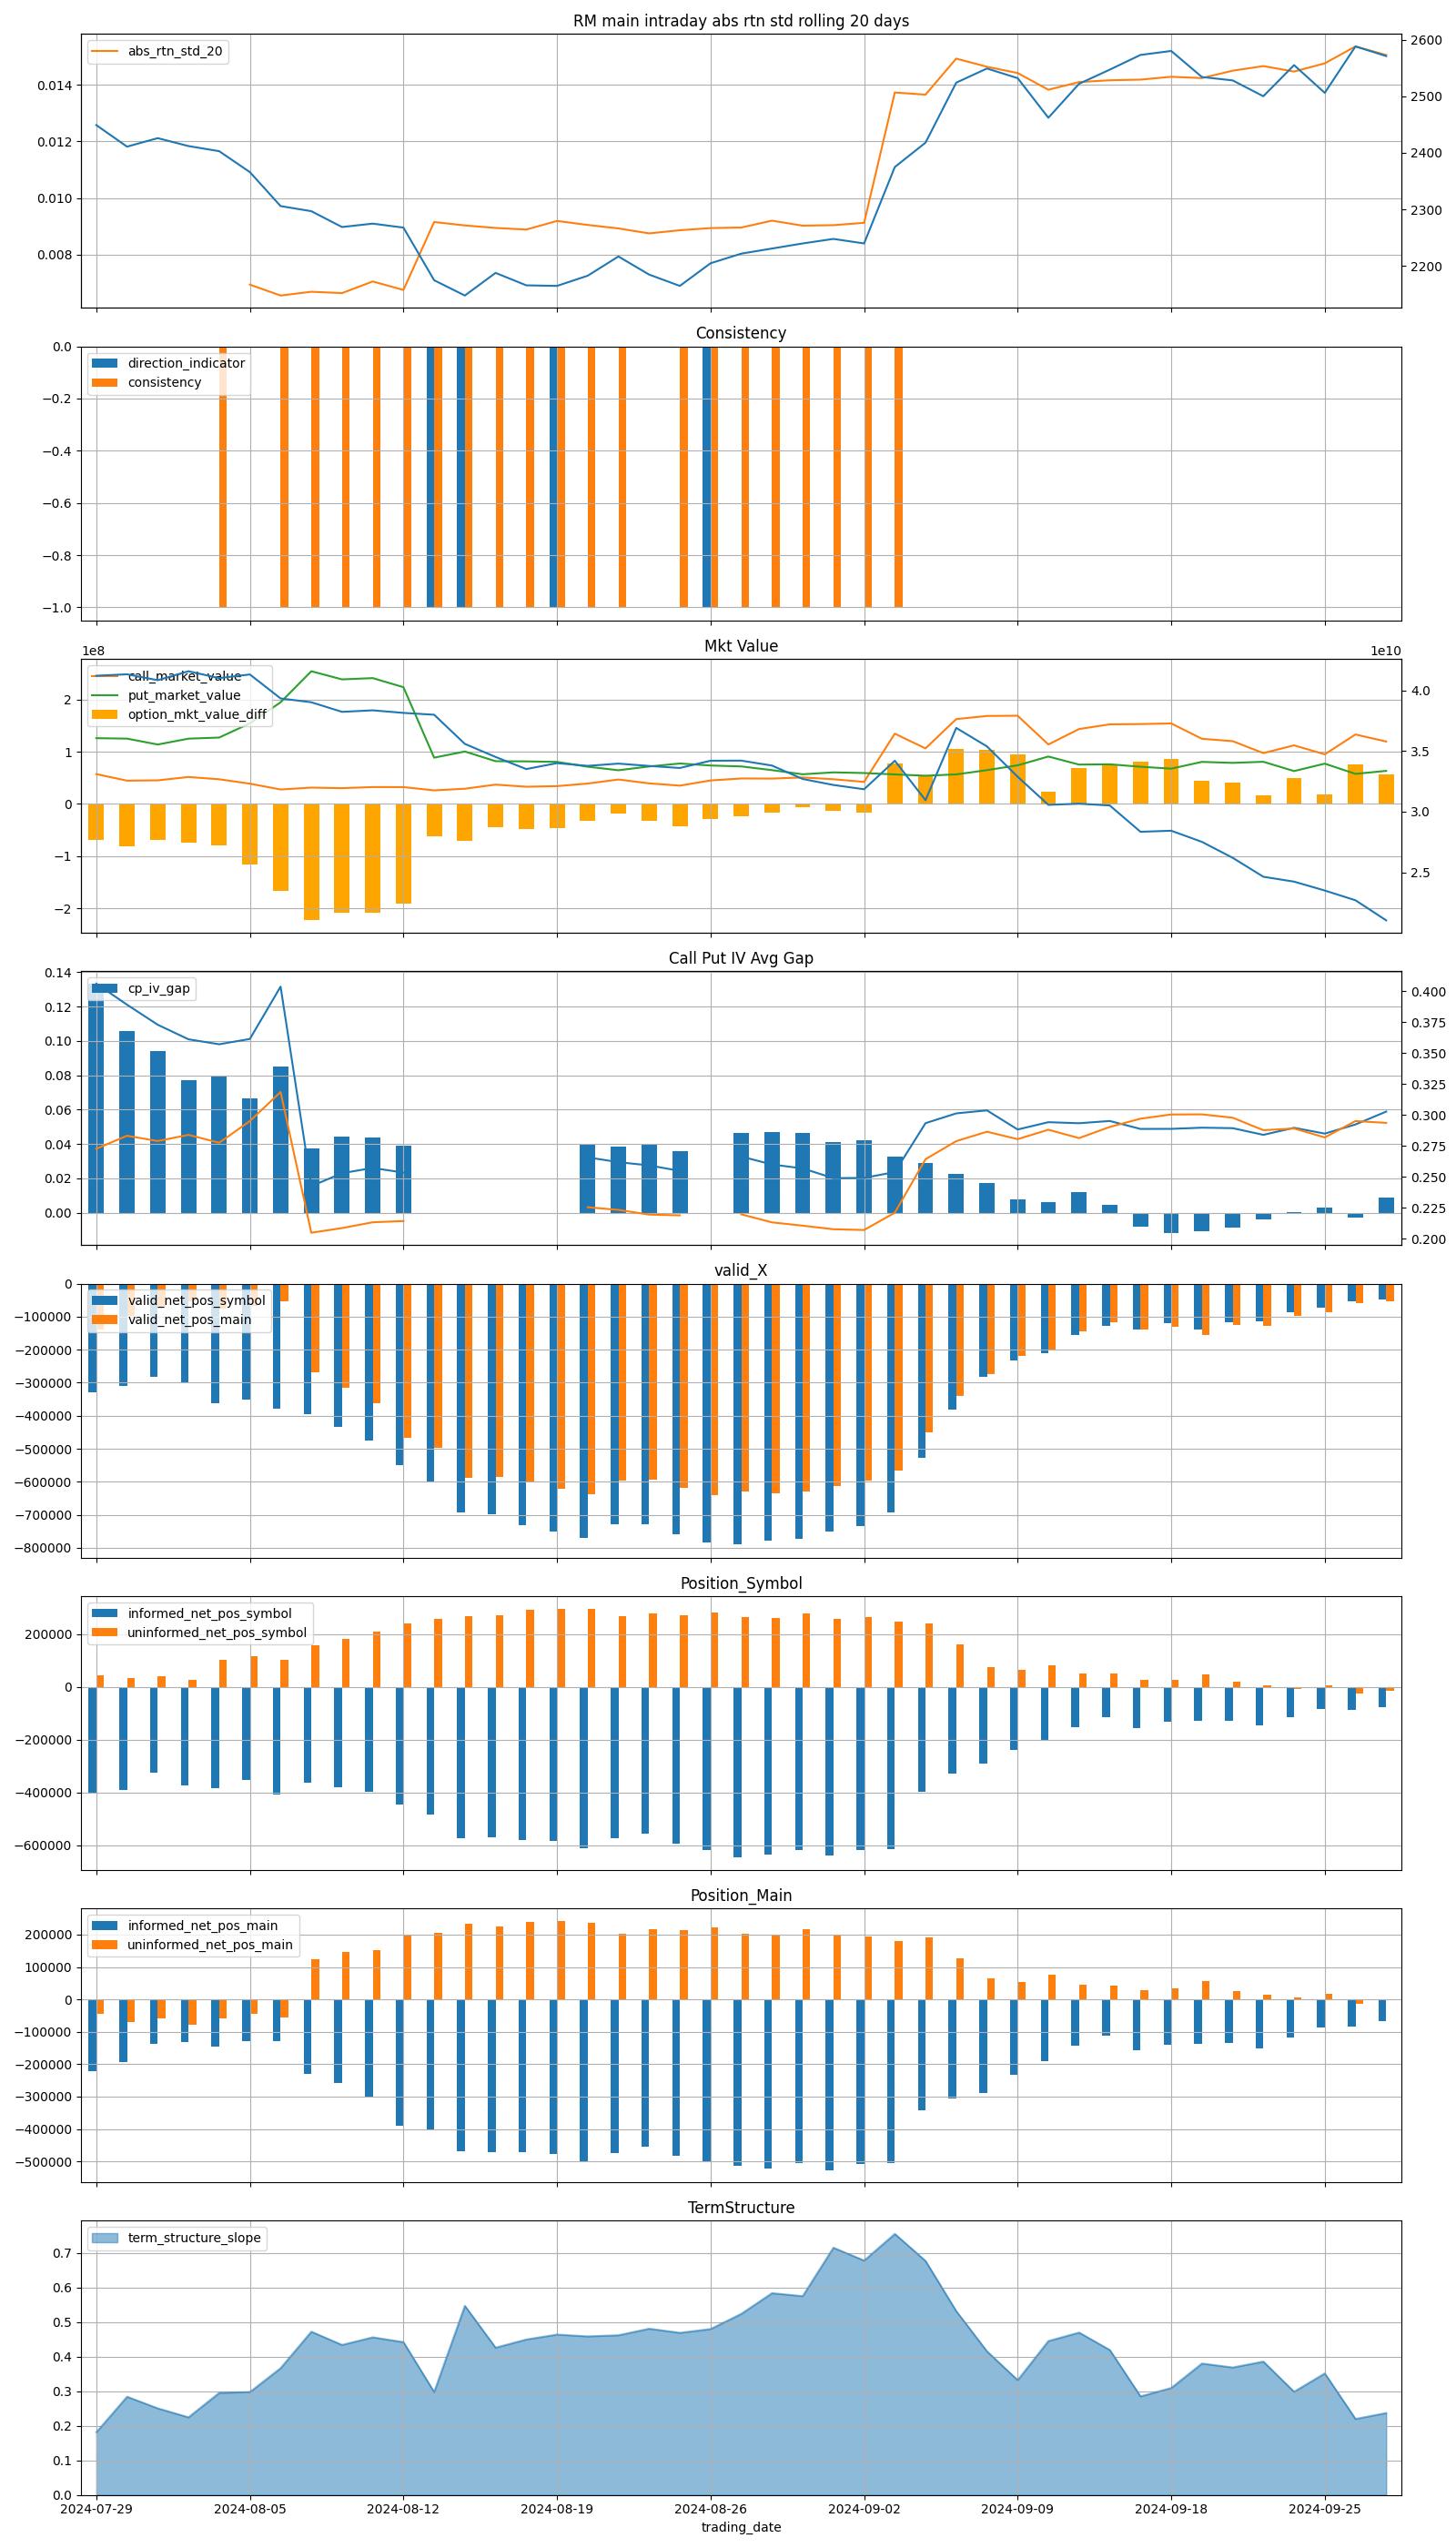 RM main intraday abs rtn std rolling 20 days
abs_rtn_std_20
0.014
0.012
0.010
0.008
2600
2500
2400
2300
2200
Consistency
direction_indicator
consistency
0.0
−0.2
−0.4
−0.6
−0.8
−1.0
Mkt Value
1e8
1e10
call_market_value
put_market_value
option_mkt_value_diff
2
1
0
−1
−2
4.0
3.5
3.0
2.5
Call Put IV Avg Gap
cp_iv_gap
0.14
0.12
0.10
0.08
0.06
0.04
0.02
0.00
0.400
0.375
0.350
0.325
0.300
0.275
0.250
0.225
0.200
valid_X
valid_net_pos_symbol
valid_net_pos_main
0
−100000
−200000
−300000
−400000
−500000
−600000
−700000
−800000
Position_Symbol
informed_net_pos_symbol
uninformed_net_pos_symbol
200000
0
−200000
−400000
−600000
Position_Main
informed_net_pos_main
uninformed_net_pos_main
200000
100000
0
−100000
−200000
−300000
−400000
−500000
TermStructure
term_structure_slope
0.7
0.6
0.5
0.4
0.3
0.2
0.1
0.0
2024-07-29 2024-08-05 2024-08-12 2024-08-19 2024-08-26 2024-09-02 2024-09-09 2024-09-18 2024-09-25
trading_date